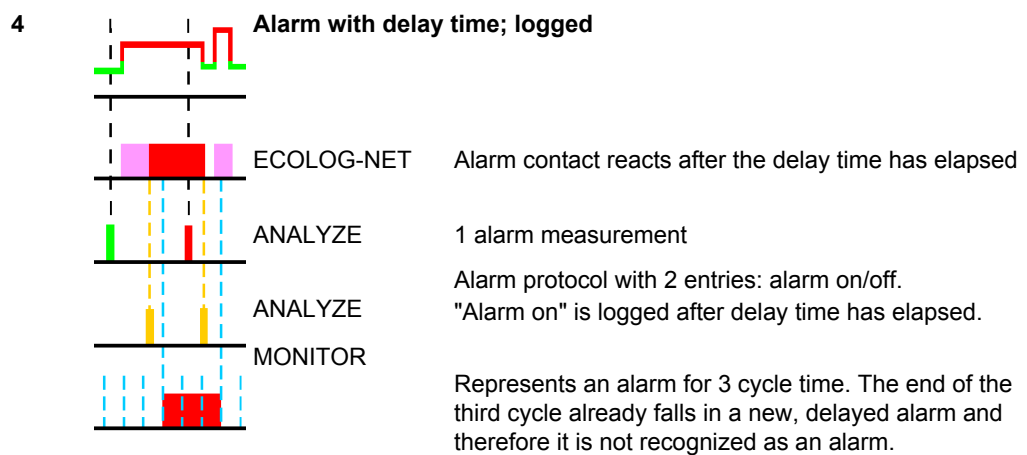 4 Alarm with delay time; logged
ECOLOG-NET Alarm contact reacts after the delay time has elapsed
ANALYZE 1 alarm measurement
Alarm protocol with 2 entries: alarm on/off.
ANALYZE "Alarm on" is logged after delay time has elapsed.
MONITOR
Represents an alarm for 3 cycle time. The end of the
third cycle already falls in a new, delayed alarm and
therefore it is not recognized as an alarm.